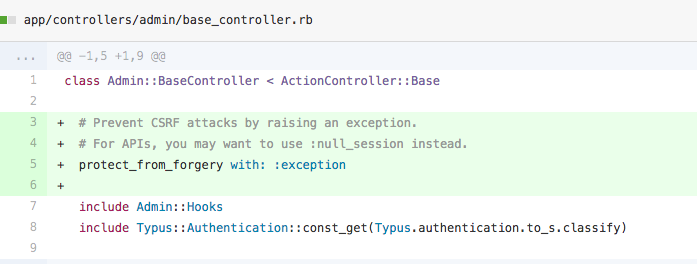 app/controllers/admin/base_controller.rb
... @@ -1,5 +1,9 @@
1 class Admin::BaseController < ActionController::Base
2
3 + # Prevent CSRF attacks by raising an exception.
4 + # For APIs, you may want to use :null_session instead.
5 + protect_from_forgery with: :exception
6 +
7 include Admin::Hooks
8 include Typus::Authentication::const_get(Typus.authentication.to_s.classify)
9